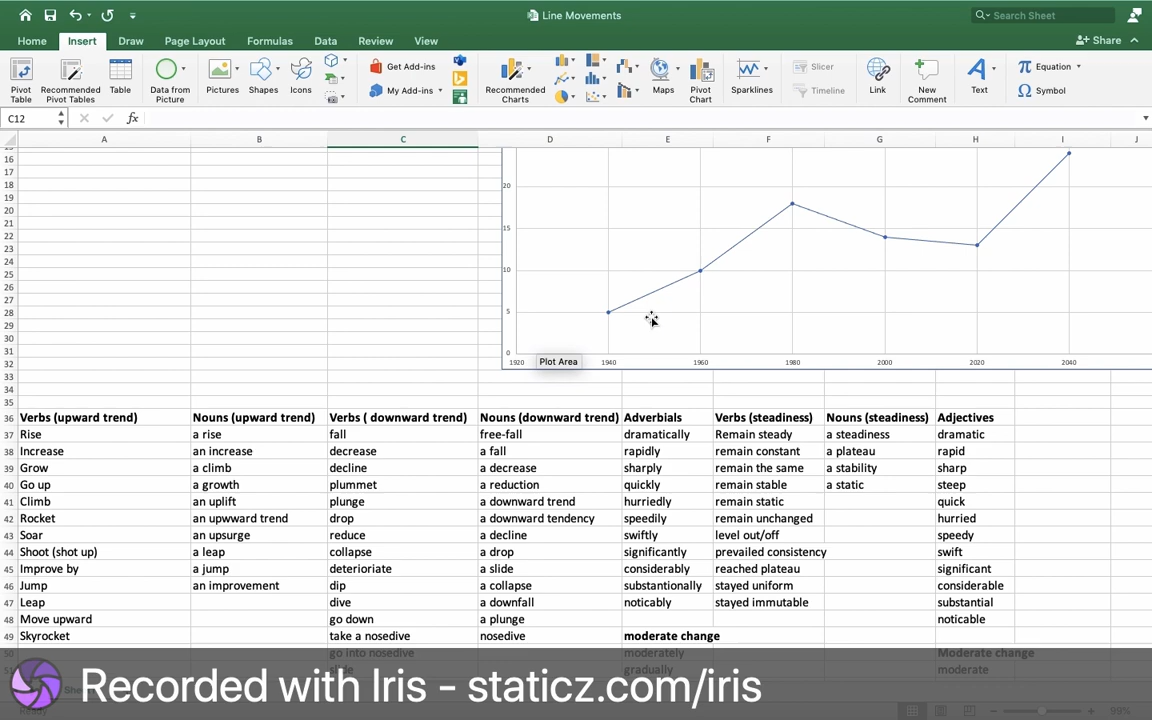 Line Movements
Search Sheet
Home Insert Draw Page Layout Formulas Data Review View
Share
Pivot Table
Recommended Pivot Tables
Table
Data from Picture
Pictures
Shapes
Icons
Get Add-ins
My Add-ins
Recommended Charts
Maps
Pivot Chart
Sparklines
Slicer
Timeline
Link
New Comment
Text
Equation
Symbol
C12 fx
A B C D E F G H I J
16
17
18
19
20
21
22
23
24
25
26
27
28
29
30
31
32
33
34
35
20
15
10
5
0
1920 1940 1960 1980 2000 2020 2040
Plot Area
36 Verbs (upward trend) Nouns (upward trend) Verbs ( downward trend) Nouns (downward trend) Adverbials Verbs (steadiness) Nouns (steadiness) Adjectives
37 Rise a rise fall free-fall dramatically Remain steady a steadiness dramatic
38 Increase an increase decrease a fall rapidly remain constant a plateau rapid
39 Grow a climb decline a decrease sharply remain the same a stability sharp
40 Go up a growth plummet a reduction quickly remain stable a static steep
41 Climb an uplift plunge a downward trend hurriedly remain static quick
42 Rocket an upwward trend drop a downward tendency speedily remain unchanged hurried
43 Soar an upsurge reduce a decline swiftly level out/off speedy
44 Shoot (shot up) a leap collapse a drop significantly prevailed consistency swift
45 Improve by a jump deterioriate a slide considerably reached plateau significant
46 Jump an improvement dip a collapse substantionally stayed uniform considerable
47 Leap dive a downfall noticably stayed immutable substantial
48 Move upward go down a plunge noticable
49 Skyrocket take a nosedive nosedive moderate change
50 go into nosedive moderately Moderate change
51 slide gradually moderate
Recorded with Iris - staticz.com/iris
98%